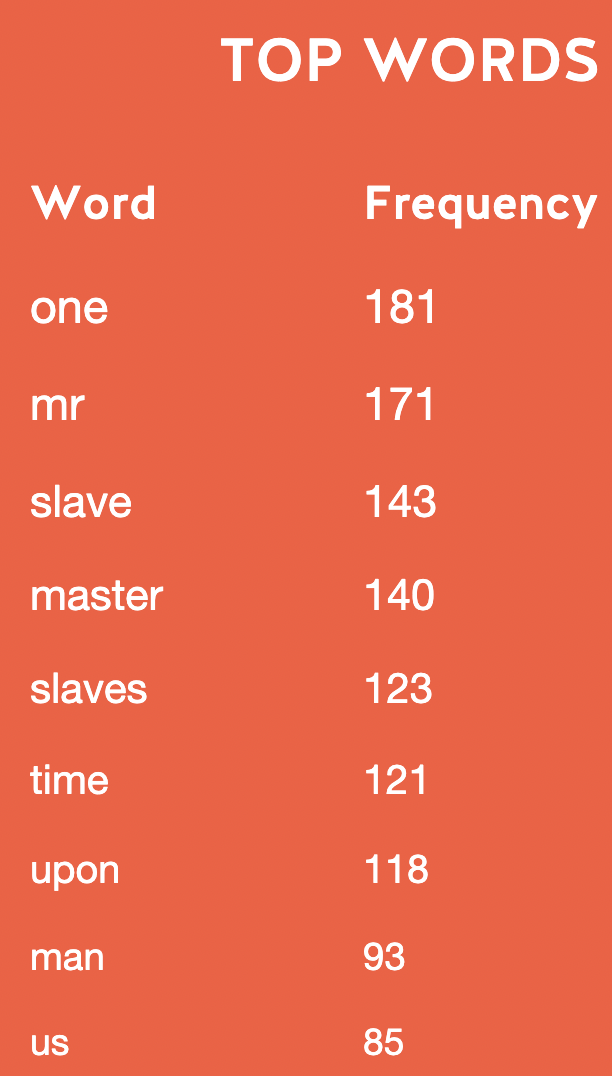 TOP WORDS
Word Frequency
one 181
mr 171
slave 143
master 140
slaves 123
time 121
upon 118
man 93
us 85